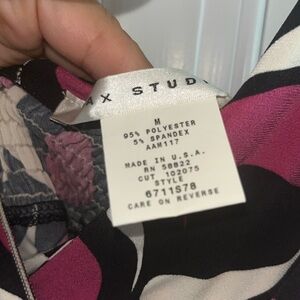 AX STUD
M
95% POLYESTER
5% SPANDEX
AAM117
MADE IN U.S.A.
RN 58822
CUT 102075
STYLE
6711S78
CARE ON REVERSE